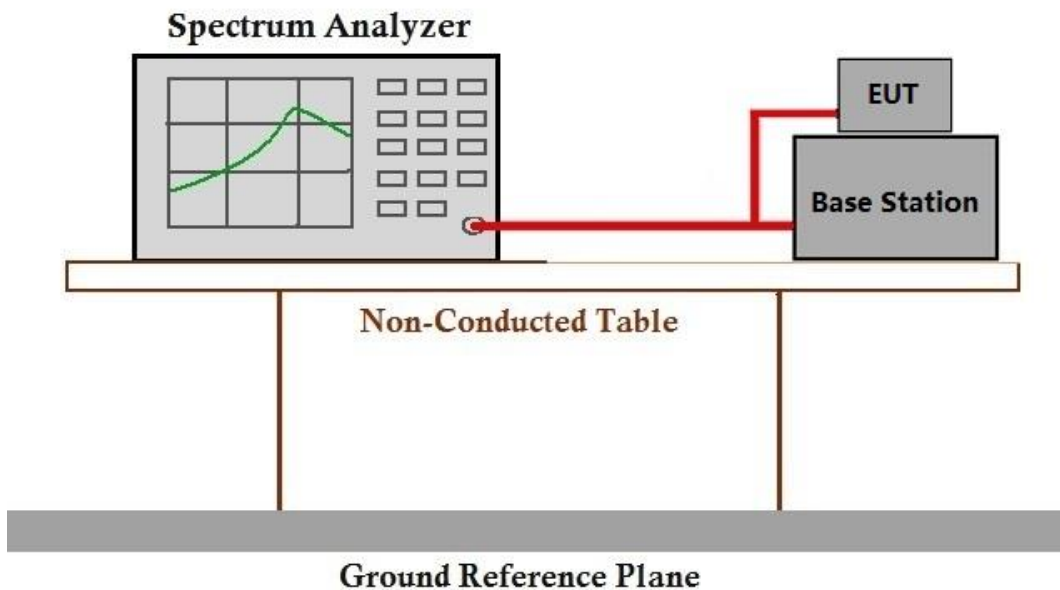 Spectrum Analyzer
EUT
Base Station
Non-Conducted Table
Ground Reference Plane